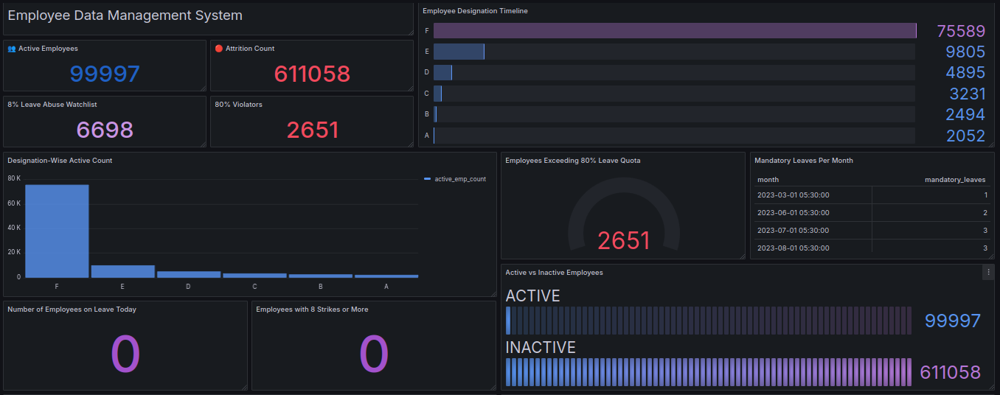 Employee Data Management System
Employee Designation Timeline
F 75589
E 9805
D 4895
C 3231
B 2494
A 2052
Active Employees
99997
Attrition Count
611058
8% Leave Abuse Watchlist
6698
80% Violators
2651
Designation-Wise Active Count
80 K
60 K
40 K
20 K
0
F E D C B A
active_emp_count
Employees Exceeding 80% Leave Quota
2651
Mandatory Leaves Per Month
month mandatory_leaves
2023-03-01 05:30:00 1
2023-06-01 05:30:00 2
2023-07-01 05:30:00 3
2023-08-01 05:30:00 3
Number of Employees on Leave Today
0
Employees with 8 Strikes or More
0
Active vs Inactive Employees
ACTIVE
99997
INACTIVE
611058